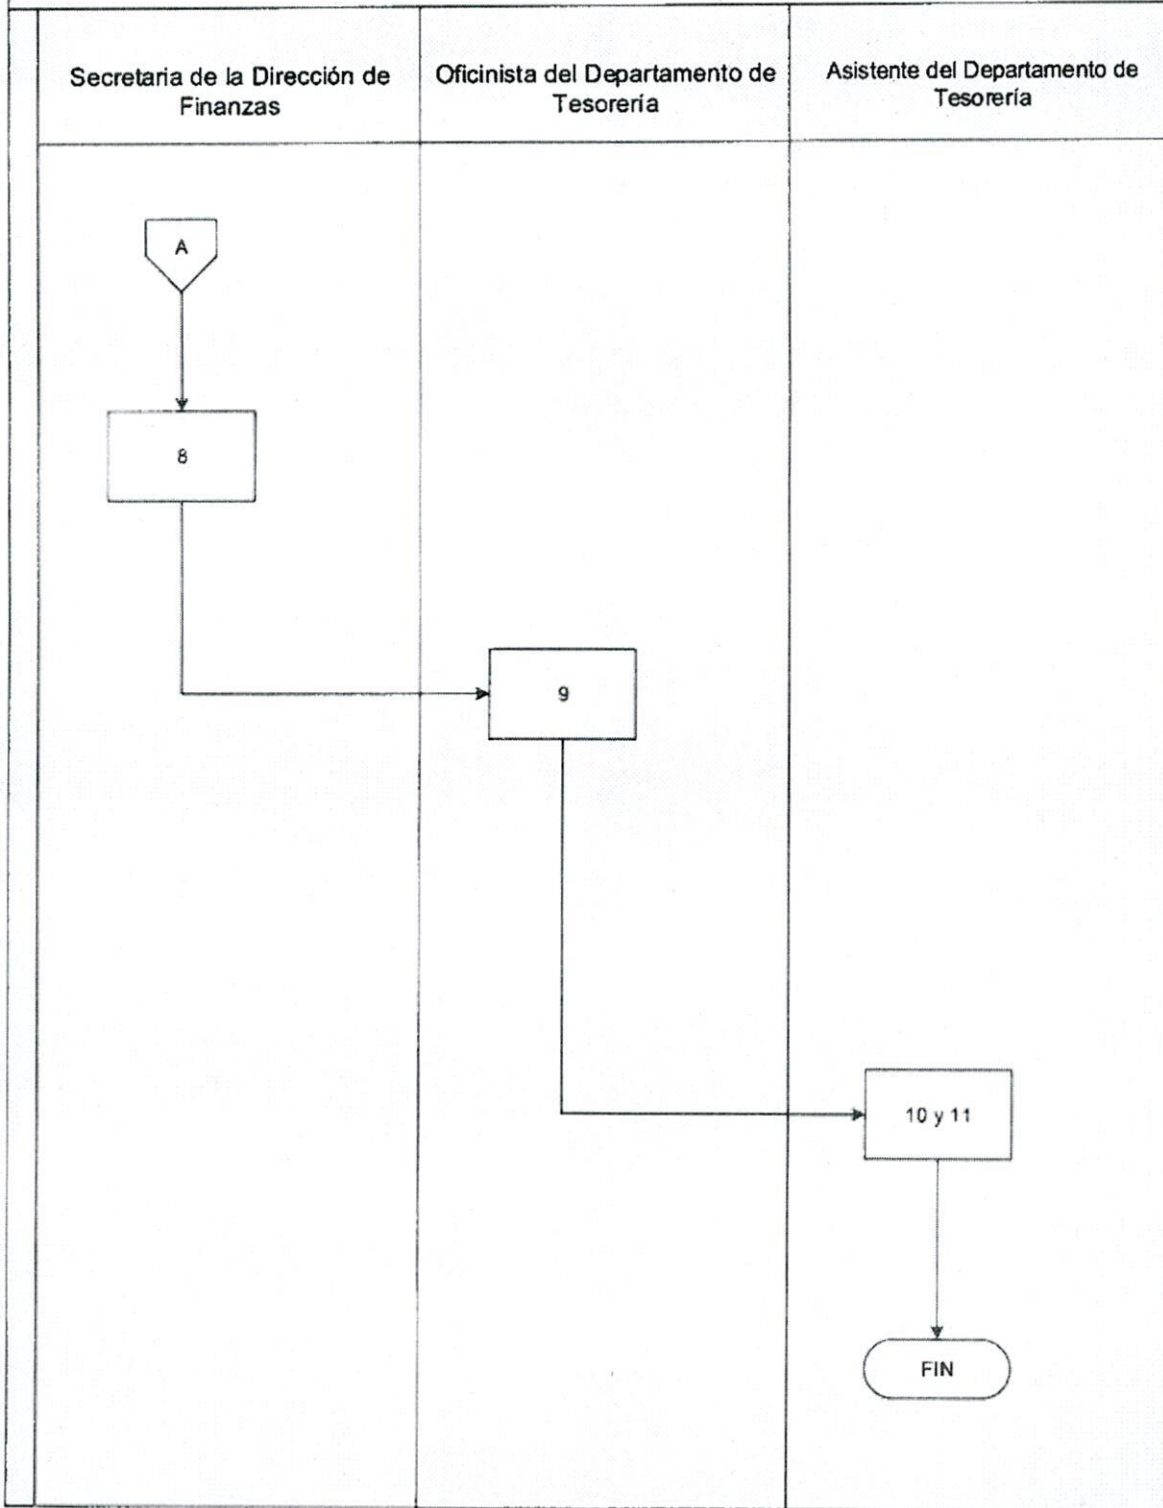 Secretaria de la Dirección de
Finanzas
Oficinista del Departamento de
Tesorería
Asistente del Departamento de
Tesorería
A
8
9
10 y 11
FIN